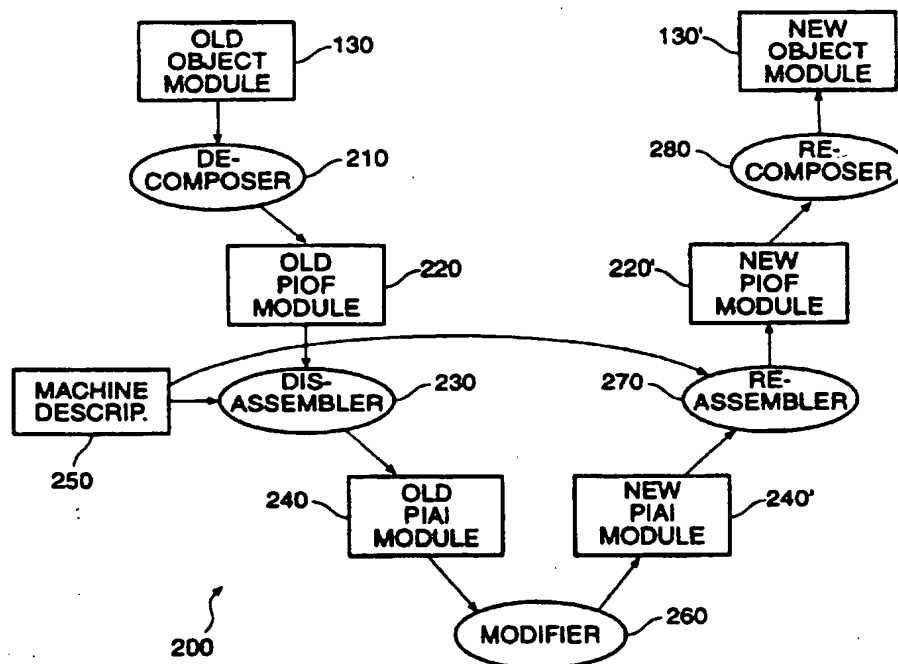 OLD
OBJECT
MODULE
130
130'
NEW
OBJECT
MODULE
DE-
COMPOSER
210
280
RE-
COMPOSER
OLD
PIOF
MODULE
220
220'
NEW
PIOF
MODULE
MACHINE
DESCRIP.
250
DIS-
ASSEMBLER
230
270
RE-
ASSEMBLER
240
OLD
PIAI
MODULE
NEW
PIAI
MODULE
240'
200
MODIFIER
260